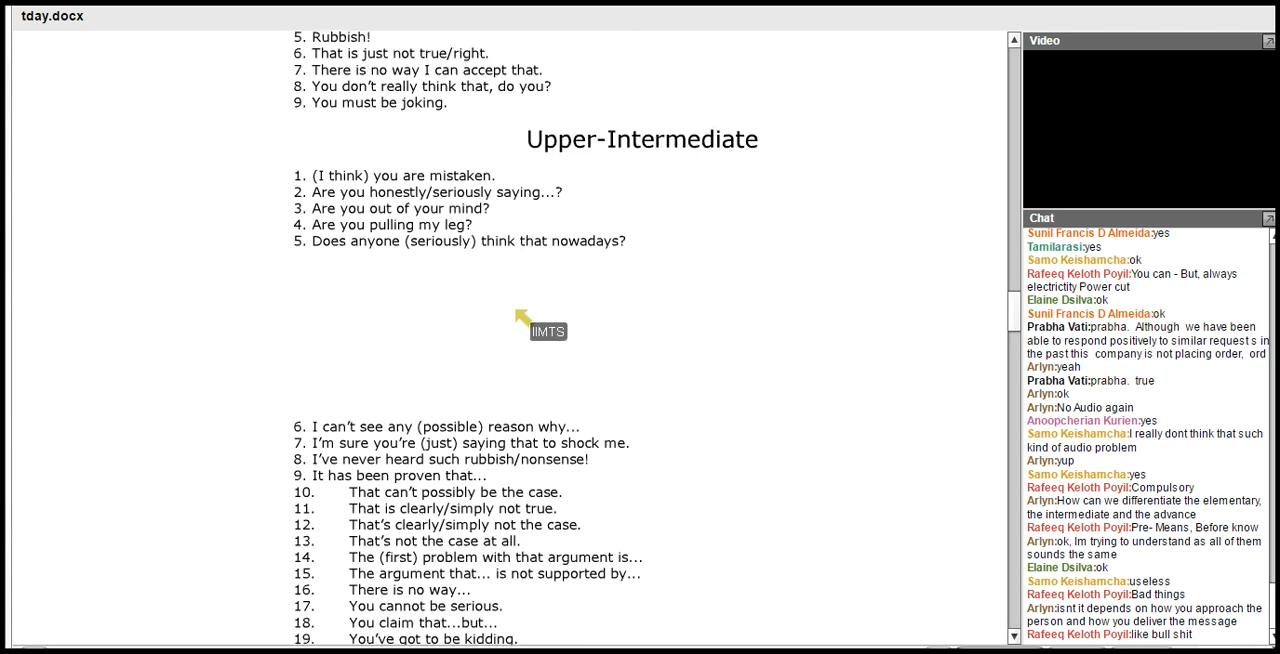 tday.docx
5. Rubbish!
6. That is just not true/right.
7. There is no way I can accept that.
8. You don't really think that, do you?
9. You must be joking.
Upper-Intermediate
1. (I think) you are mistaken.
2. Are you honestly/seriously saying...?
3. Are you out of your mind?
4. Are you pulling my leg?
5. Does anyone (seriously) think that nowadays?
IIMTS
6. I can't see any (possible) reason why...
7. I'm sure you're (just) saying that to shock me.
8. I've never heard such rubbish/nonsense!
9. It has been proven that...
10. That can't possibly be the case.
11. That is clearly/simply not true.
12. That's clearly/simply not the case.
13. That's not the case at all.
14. The (first) problem with that argument is...
15. The argument that... is not supported by...
16. There is no way...
17. You cannot be serious.
18. You claim that...but...
19. You've got to be kidding.
Video
Chat
Sunil Francis D Almeida:yes
Tamilarasi:yes
Samo Keishamcha:ok
Rafeeq Keloth Poyil:You can - But, always
electrictity Power cut
Elaine Dsilva:ok
Sunil Francis D Almeida:ok
Prabha Vati:prabha. Although we have been
able to respond positively to similar request s in
the past this company is not placing order, ord
Arlyn:yeah
Prabha Vati:prabha. true
Arlyn:ok
Arlyn:No Audio again
Anoopcherian Kurien:yes
Samo Keishamcha:I really dont think that such
kind of audio problem
Arlyn:yup
Samo Keishamcha:yes
Rafeeq Keloth Poyil:Compulsory
Arlyn:How can we differentiate the elementary,
the intermediate and the advance
Rafeeq Keloth Poyil:Pre- Means, Before know
Arlyn:ok, Im trying to understand as all of them
sounds the same
Elaine Dsilva:ok
Samo Keishamcha:useless
Rafeeq Keloth Poyil:Bad things
Arlyn:isnt it depends on how you approach the
person and how you deliver the message
Rafeeq Keloth Poyil:like bull shit